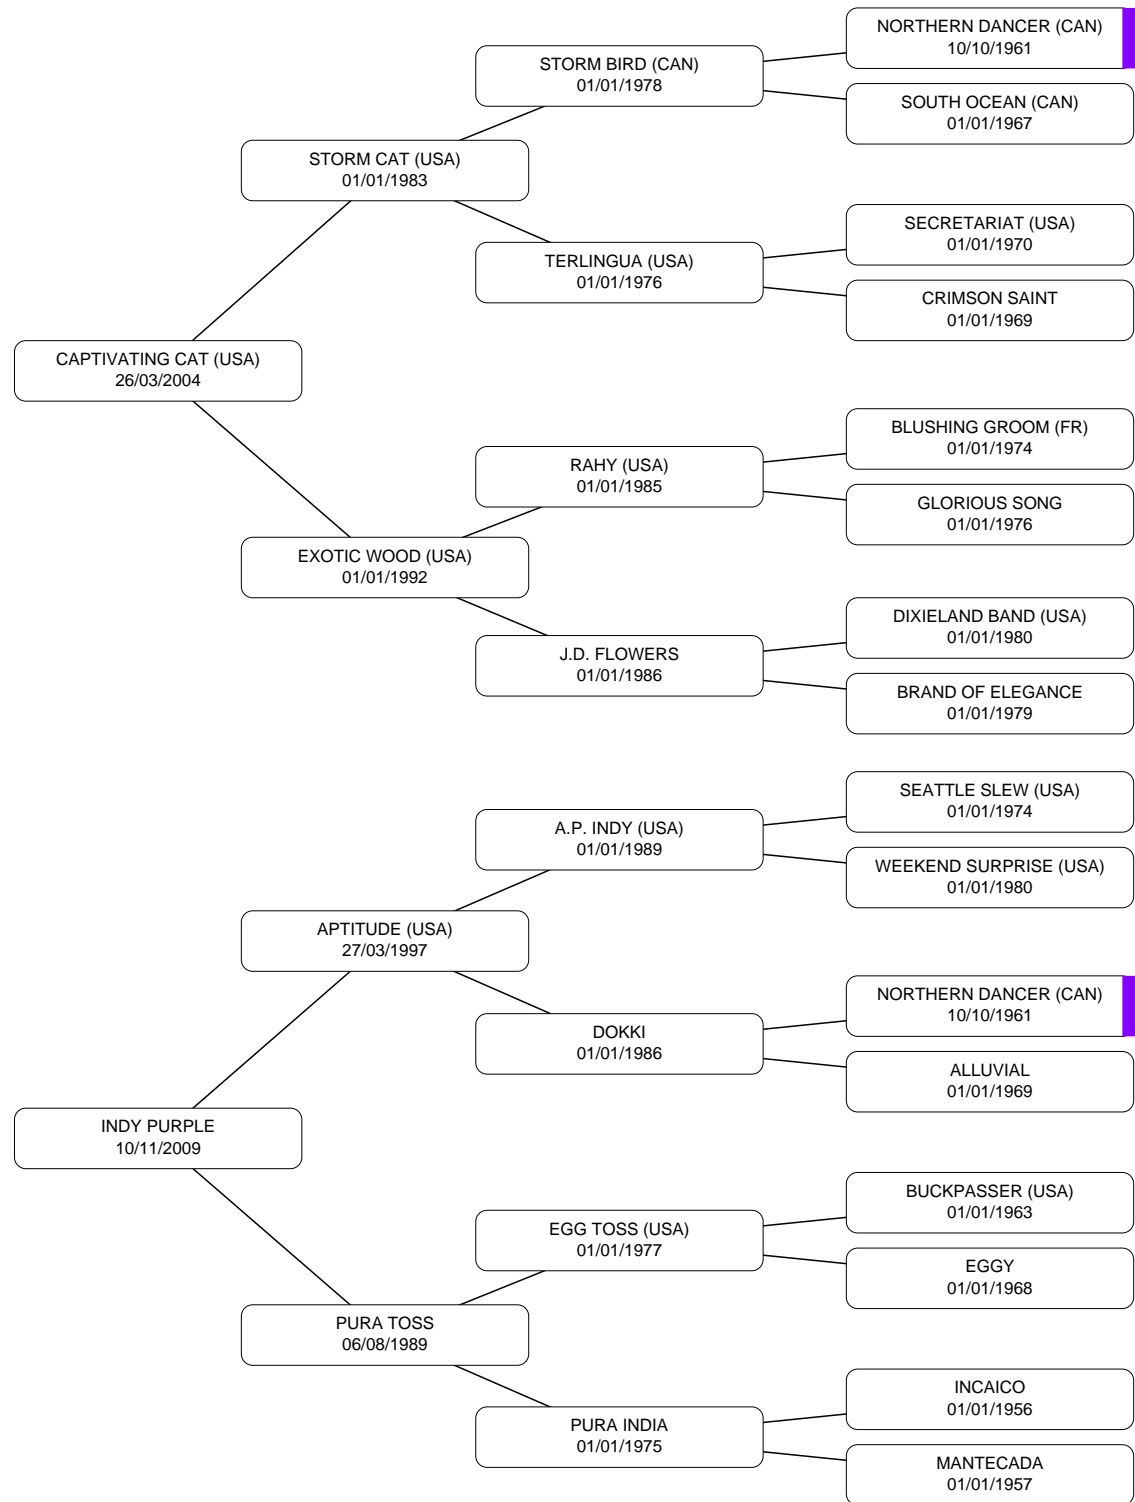 NORTHERN DANCER (CAN)
10/10/1961
STORM BIRD (CAN)
01/01/1978
SOUTH OCEAN (CAN)
01/01/1967
STORM CAT (USA)
01/01/1983
SECRETARIAT (USA)
01/01/1970
TERLINGUA (USA)
01/01/1976
CRIMSON SAINT
01/01/1969
CAPTIVATING CAT (USA)
26/03/2004
BLUSHING GROOM (FR)
01/01/1974
RAHY (USA)
01/01/1985
GLORIOUS SONG
01/01/1976
EXOTIC WOOD (USA)
01/01/1992
DIXIELAND BAND (USA)
01/01/1980
J.D. FLOWERS
01/01/1986
BRAND OF ELEGANCE
01/01/1979
SEATTLE SLEW (USA)
01/01/1974
A.P. INDY (USA)
01/01/1989
WEEKEND SURPRISE (USA)
01/01/1980
APTITUDE (USA)
27/03/1997
NORTHERN DANCER (CAN)
10/10/1961
DOKKI
01/01/1986
ALLUVIAL
01/01/1969
INDY PURPLE
10/11/2009
BUCKPASSER (USA)
01/01/1963
EGG TOSS (USA)
01/01/1977
EGGY
01/01/1968
PURA TOSS
06/08/1989
INCAICO
01/01/1956
PURA INDIA
01/01/1975
MANTECADA
01/01/1957